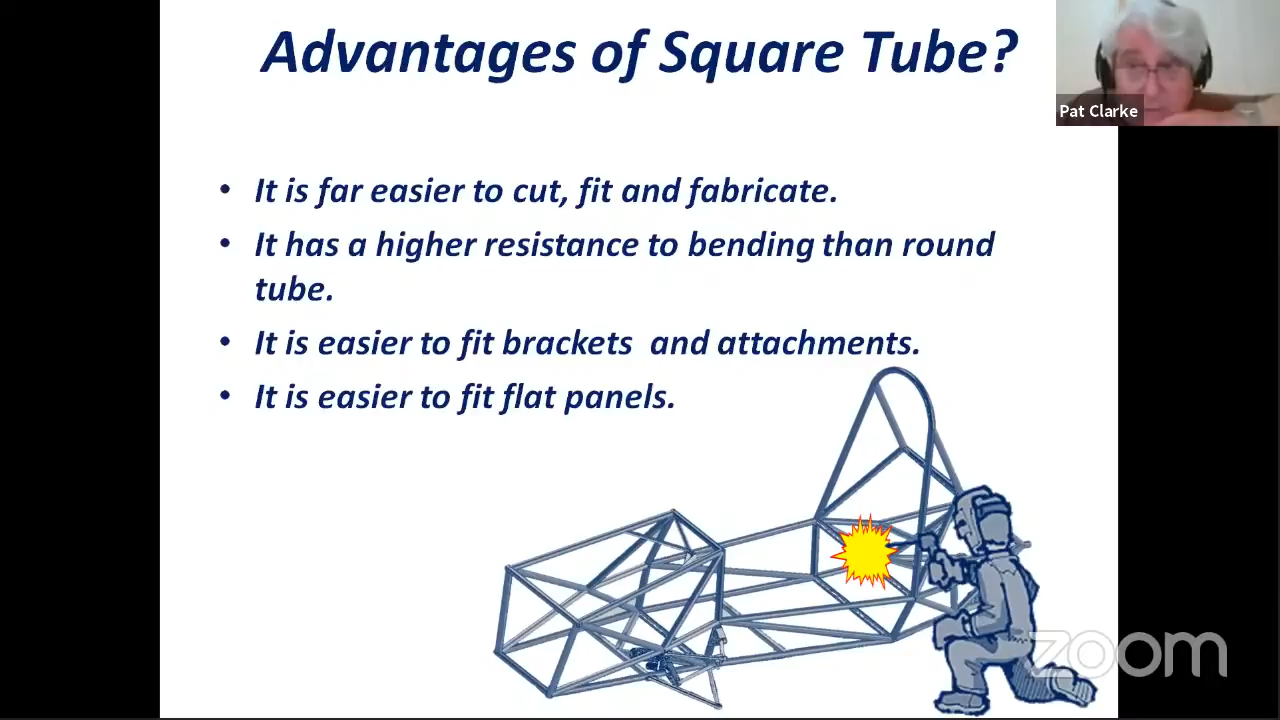 Advantages of Square Tube?
Pat Clarke
• It is far easier to cut, fit and fabricate.
• It has a higher resistance to bending than round
tube.
• It is easier to fit brackets  and attachments.
• It is easier to fit flat panels.
zoom